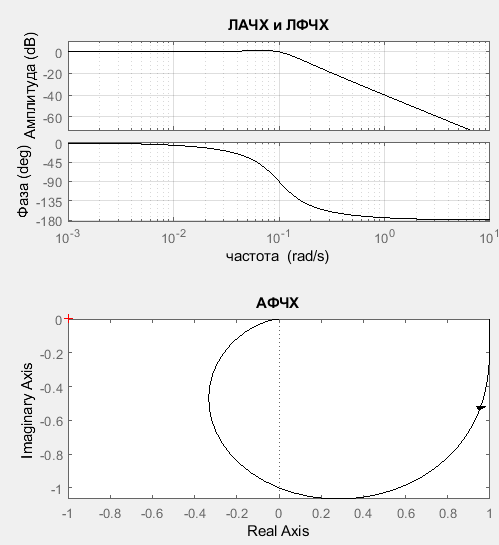 ЛАЧХ и ЛФЧХ
Амплитуда (dB)
0
-20
-40
-60
Фаза (deg)
0
-45
-90
-135
-180
10^-3 10^-2 10^-1 10^0 10^1
частота (rad/s)
АФЧХ
Imaginary Axis
0
-0.2
-0.4
-0.6
-0.8
-1
-1 -0.8 -0.6 -0.4 -0.2 0 0.2 0.4 0.6 0.8 1
Real Axis